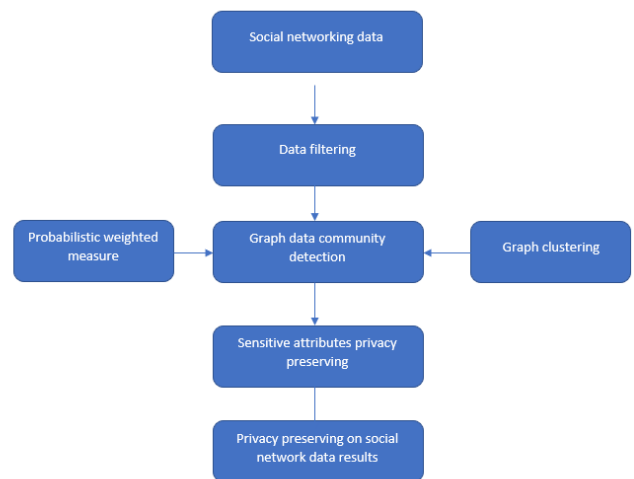 Social networking data
Data filtering
Probabilistic weighted
measure
Graph data community
detection
Graph clustering
Sensitive attributes privacy
preserving
Privacy preserving on social
network data results